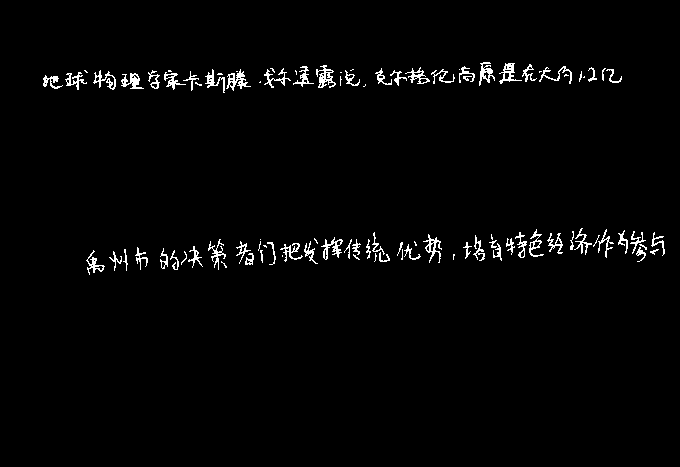 地球物理学家卡斯滕·戈尔透露说,克尔格伦高原是在大约1.2亿
禹州市的决策者们把发挥传统优势,培育特色经济作为参与